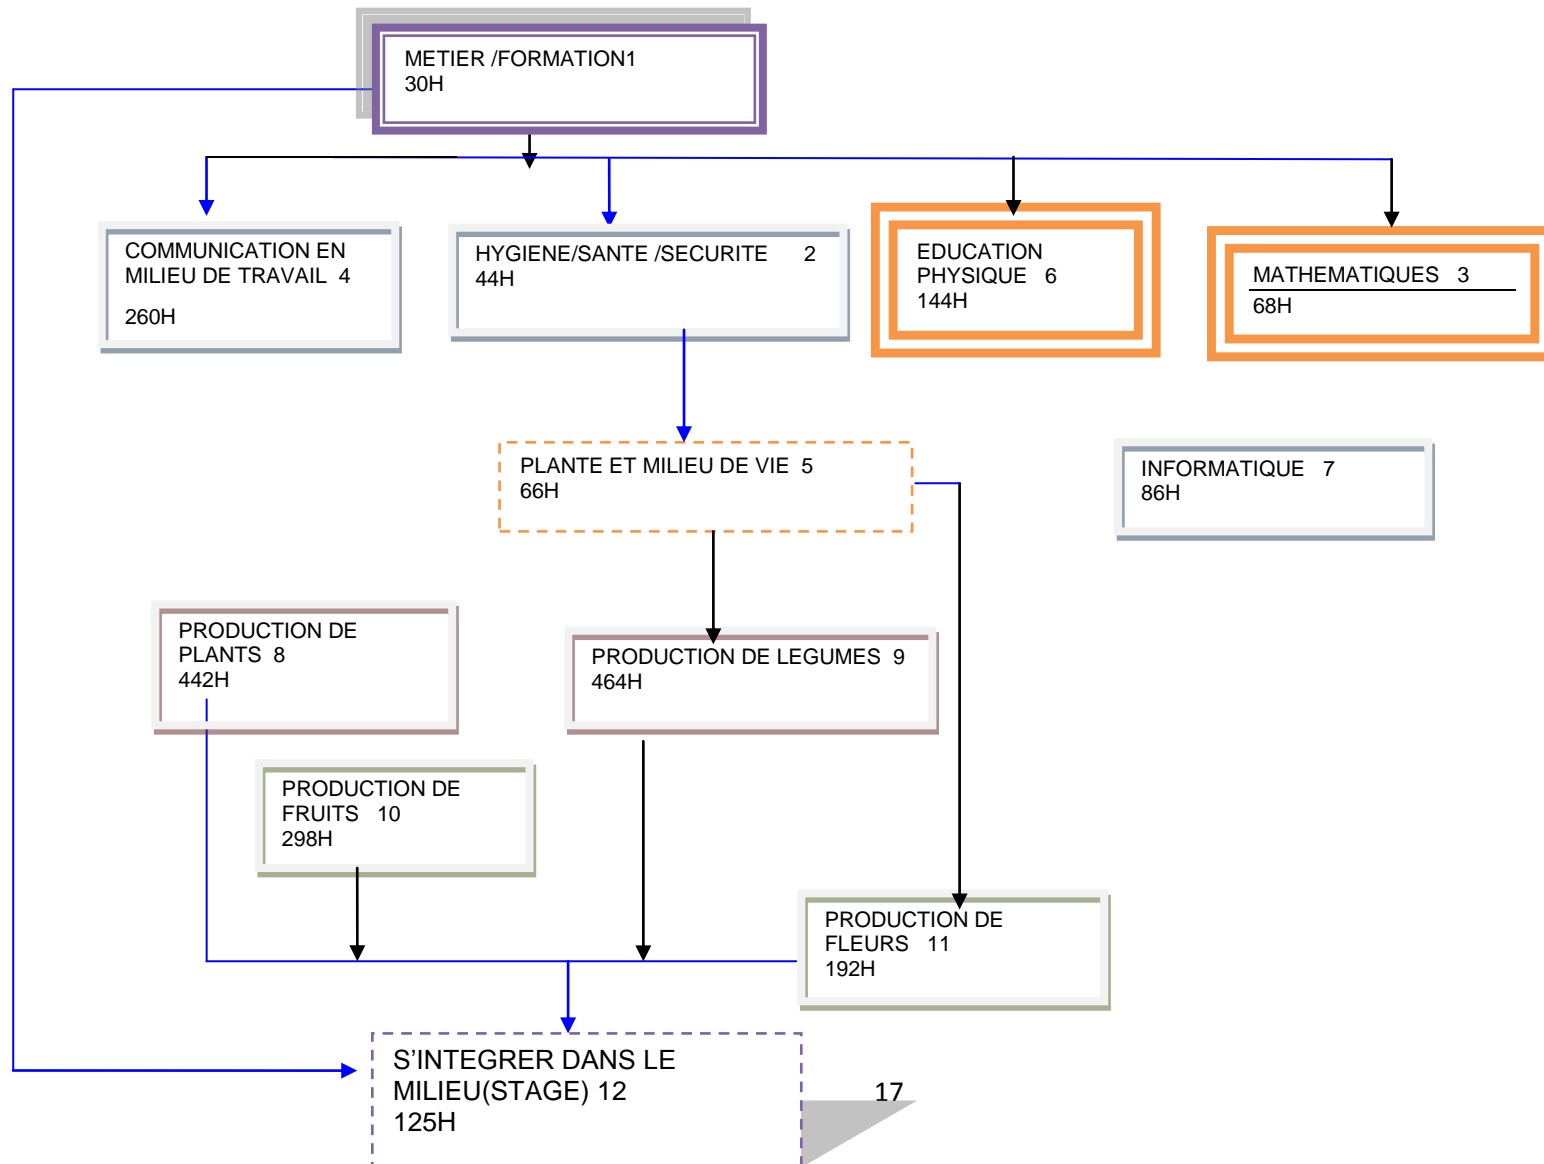 METIER /FORMATION1
30H
COMMUNICATION EN
MILIEU DE TRAVAIL 4
260H
HYGIENE/SANTE /SECURITE 2
44H
EDUCATION
PHYSIQUE 6
144H
MATHEMATIQUES 3
68H
PLANTE ET MILIEU DE VIE 5
66H
INFORMATIQUE 7
86H
PRODUCTION DE
PLANTS 8
442H
PRODUCTION DE LEGUMES 9
464H
PRODUCTION DE
FRUITS 10
298H
PRODUCTION DE
FLEURS 11
192H
S’INTEGRER DANS LE
MILIEU(STAGE) 12
125H
17